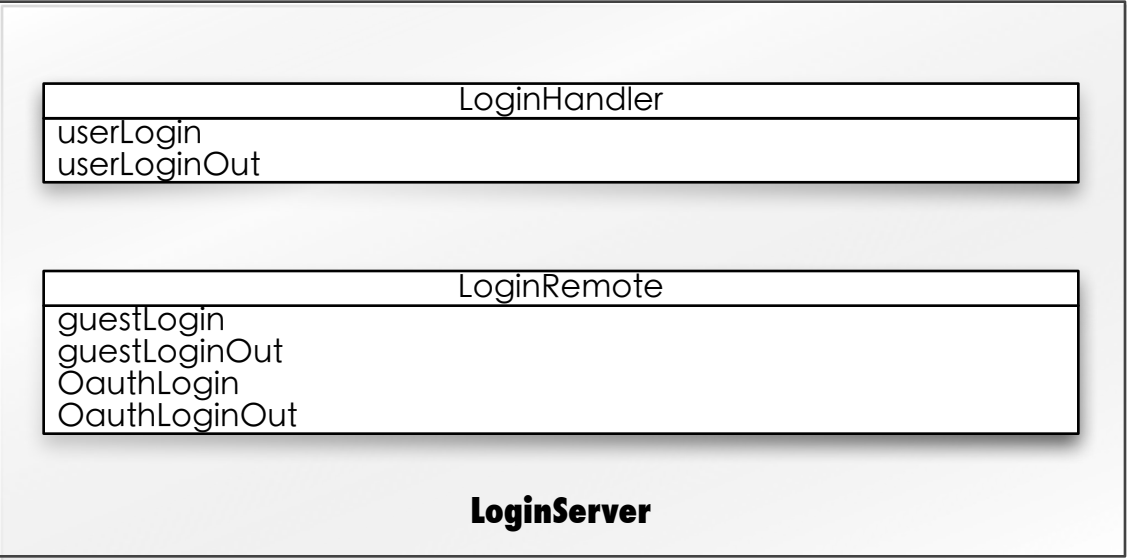 LoginHandler
userLogin
userLoginOut
LoginRemote
guestLogin
guestLoginOut
OauthLogin
OauthLoginOut
LoginServer